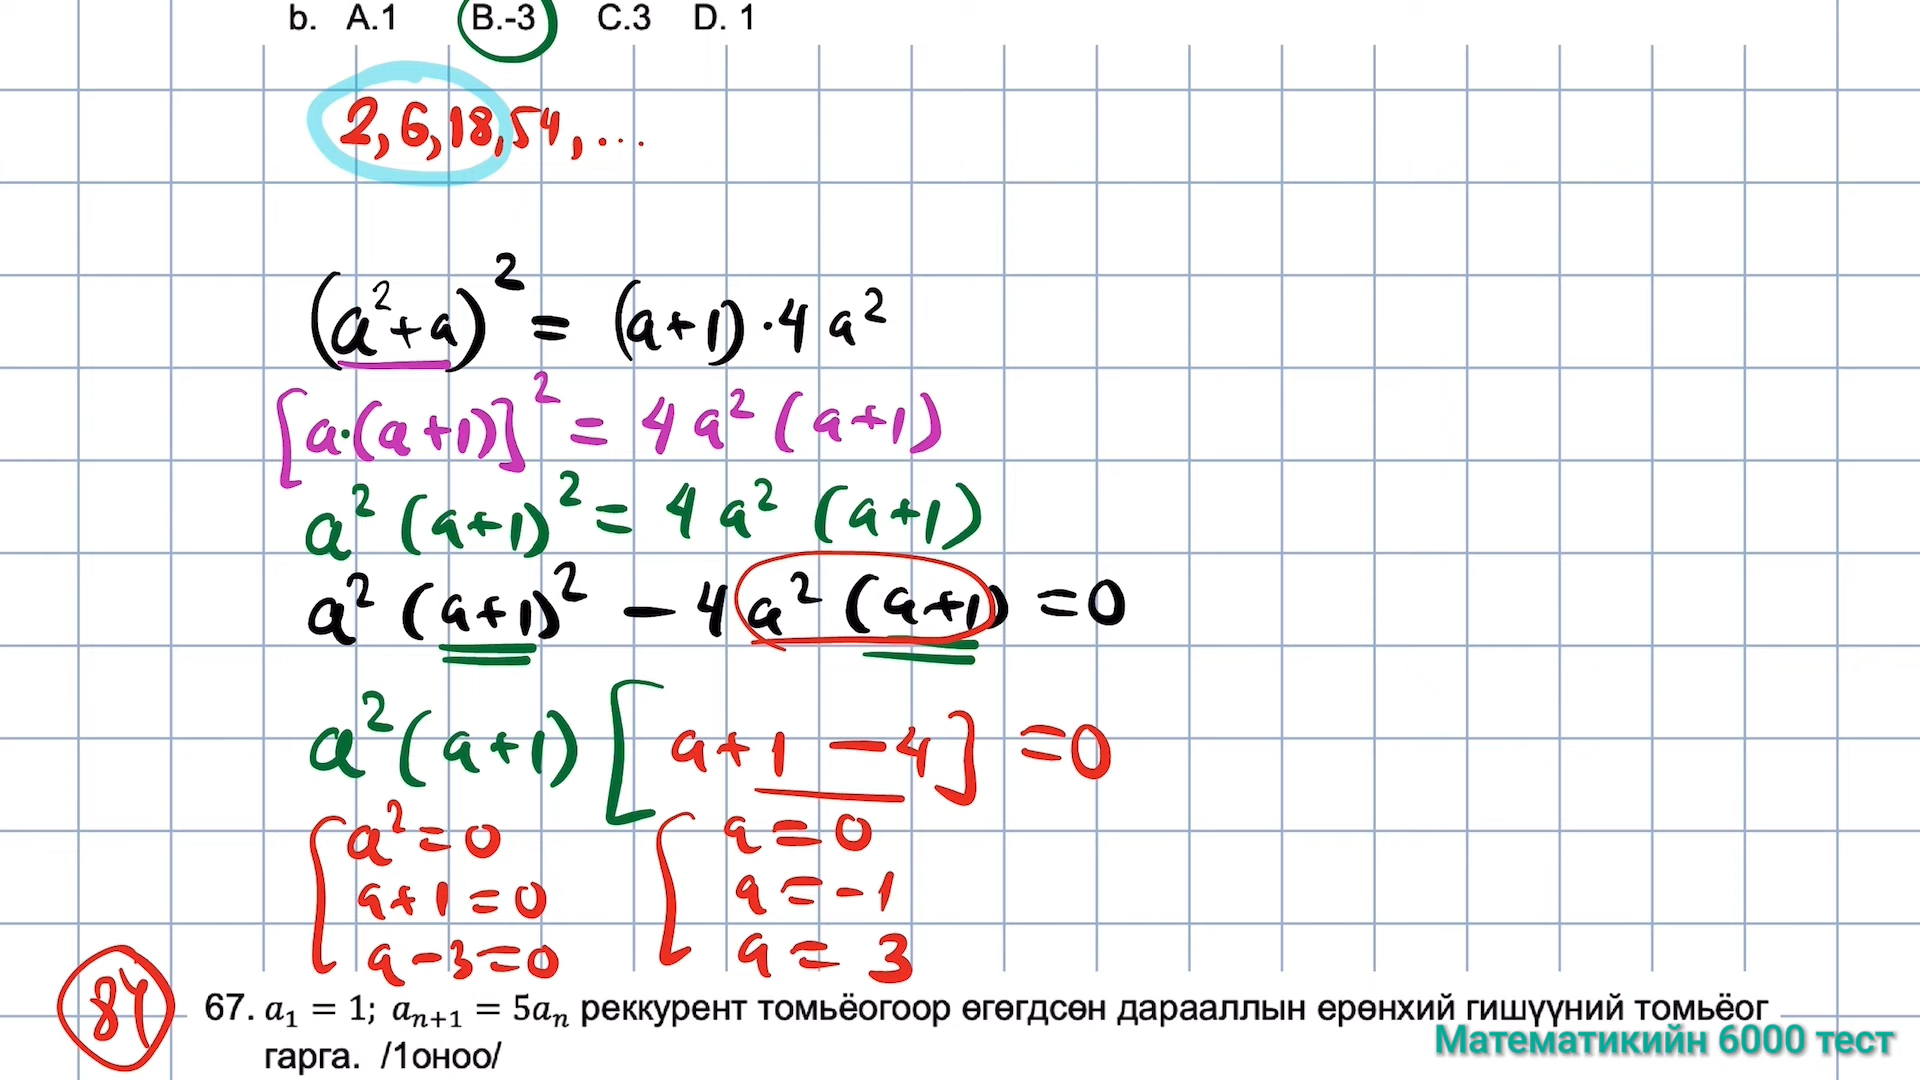 b. A.1 B.-3 C.3 D. 1
2, 6, 18, 54, ...
(a²+a)² = (a+1)·4a²
[a·(a+1)]² = 4a²(a+1)
a²(a+1)² = 4a²(a+1)
a²(a+1)² − 4a²(a+1) = 0
a²(a+1)[a+1−4] = 0
a² = 0 a = 0
a+1 = 0 a = −1
a−3 = 0 a = 3
84
67. a₁ = 1; aₙ₊₁ = 5aₙ реккурент томьёогоор өгөгдсөн дарааллын ерөнхий гишүүний томьёог
гарга. /1оноо/
Математикийн 6000 тест